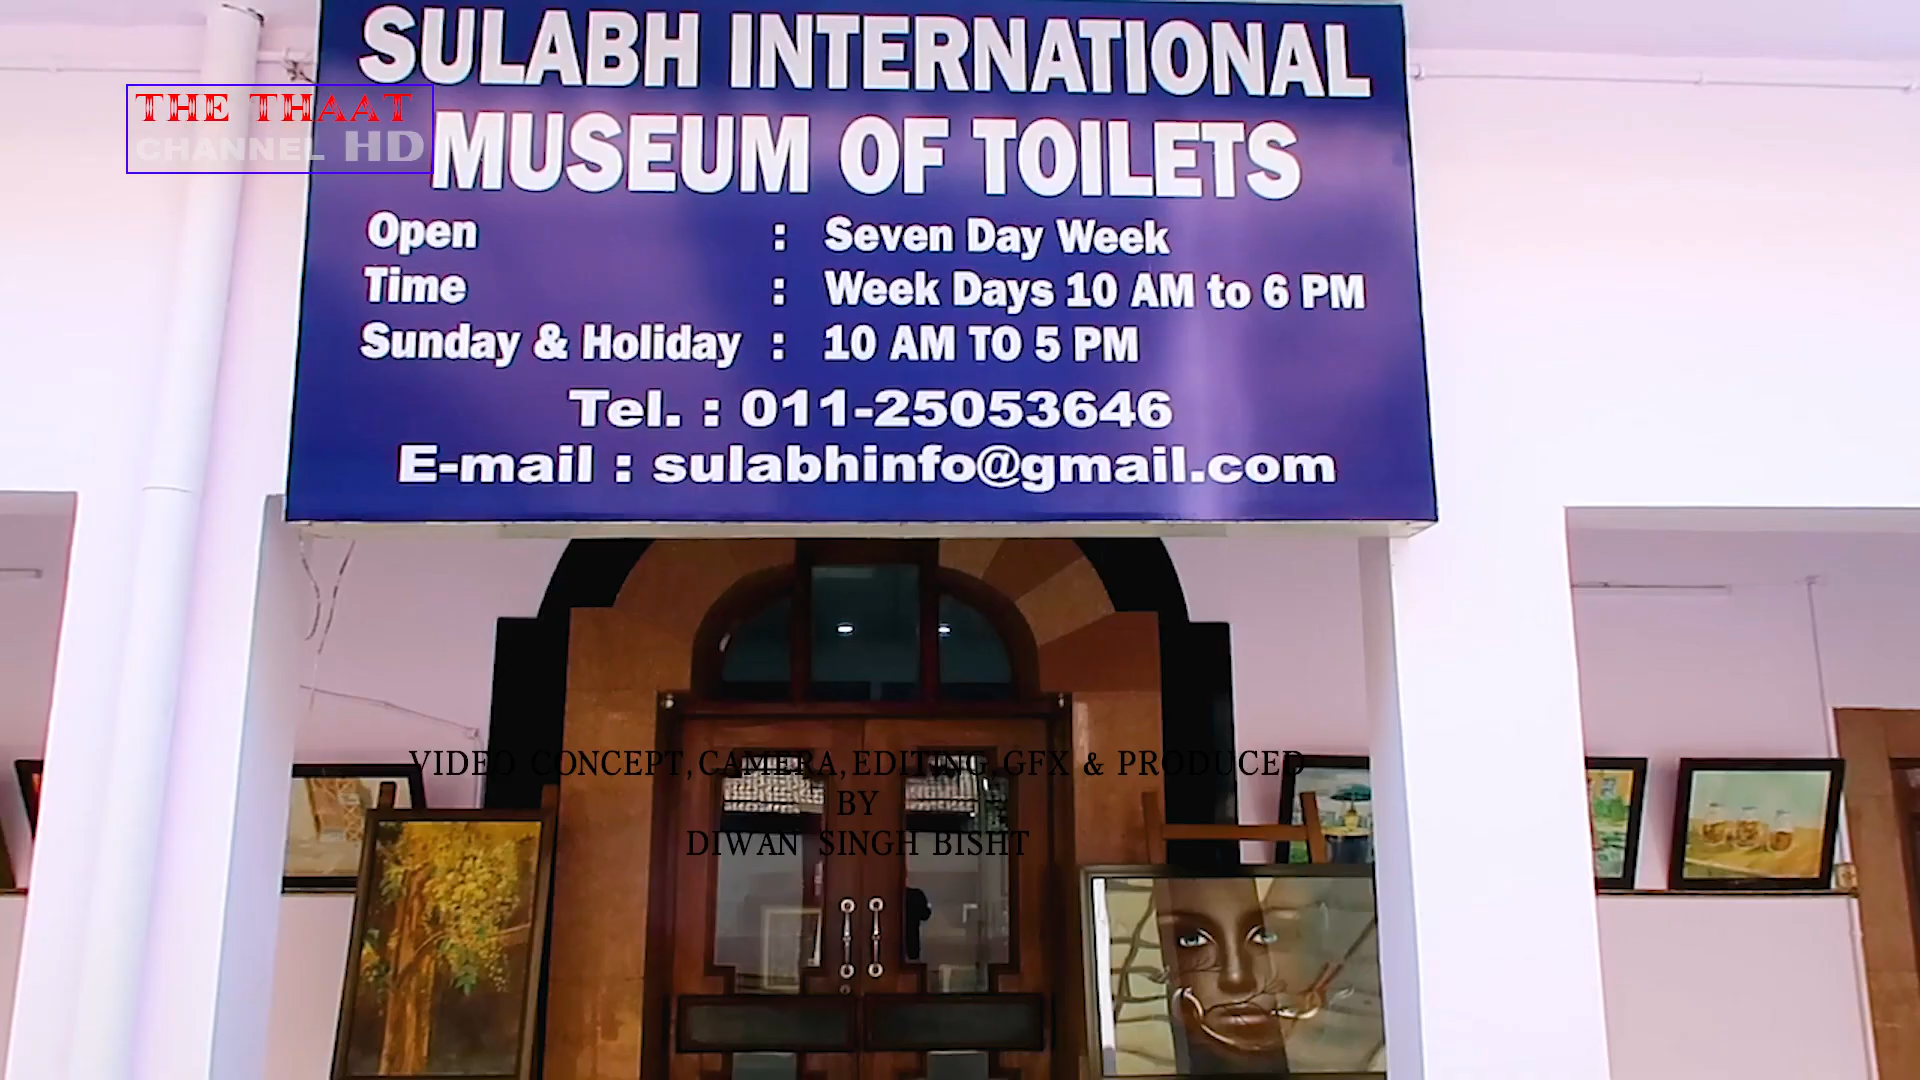 SULABH INTERNATIONAL
MUSEUM OF TOILETS
THE THAAT
CHANNEL HD
Open : Seven Day Week
Time : Week Days 10 AM to 6 PM
Sunday & Holiday : 10 AM TO 5 PM
Tel. : 011-25053646
E-mail : sulabhinfo@gmail.com
VIDEO CONCEPT,CAMERA,EDITING,GFX & PRODUCED
BY
DIWAN SINGH BISHT